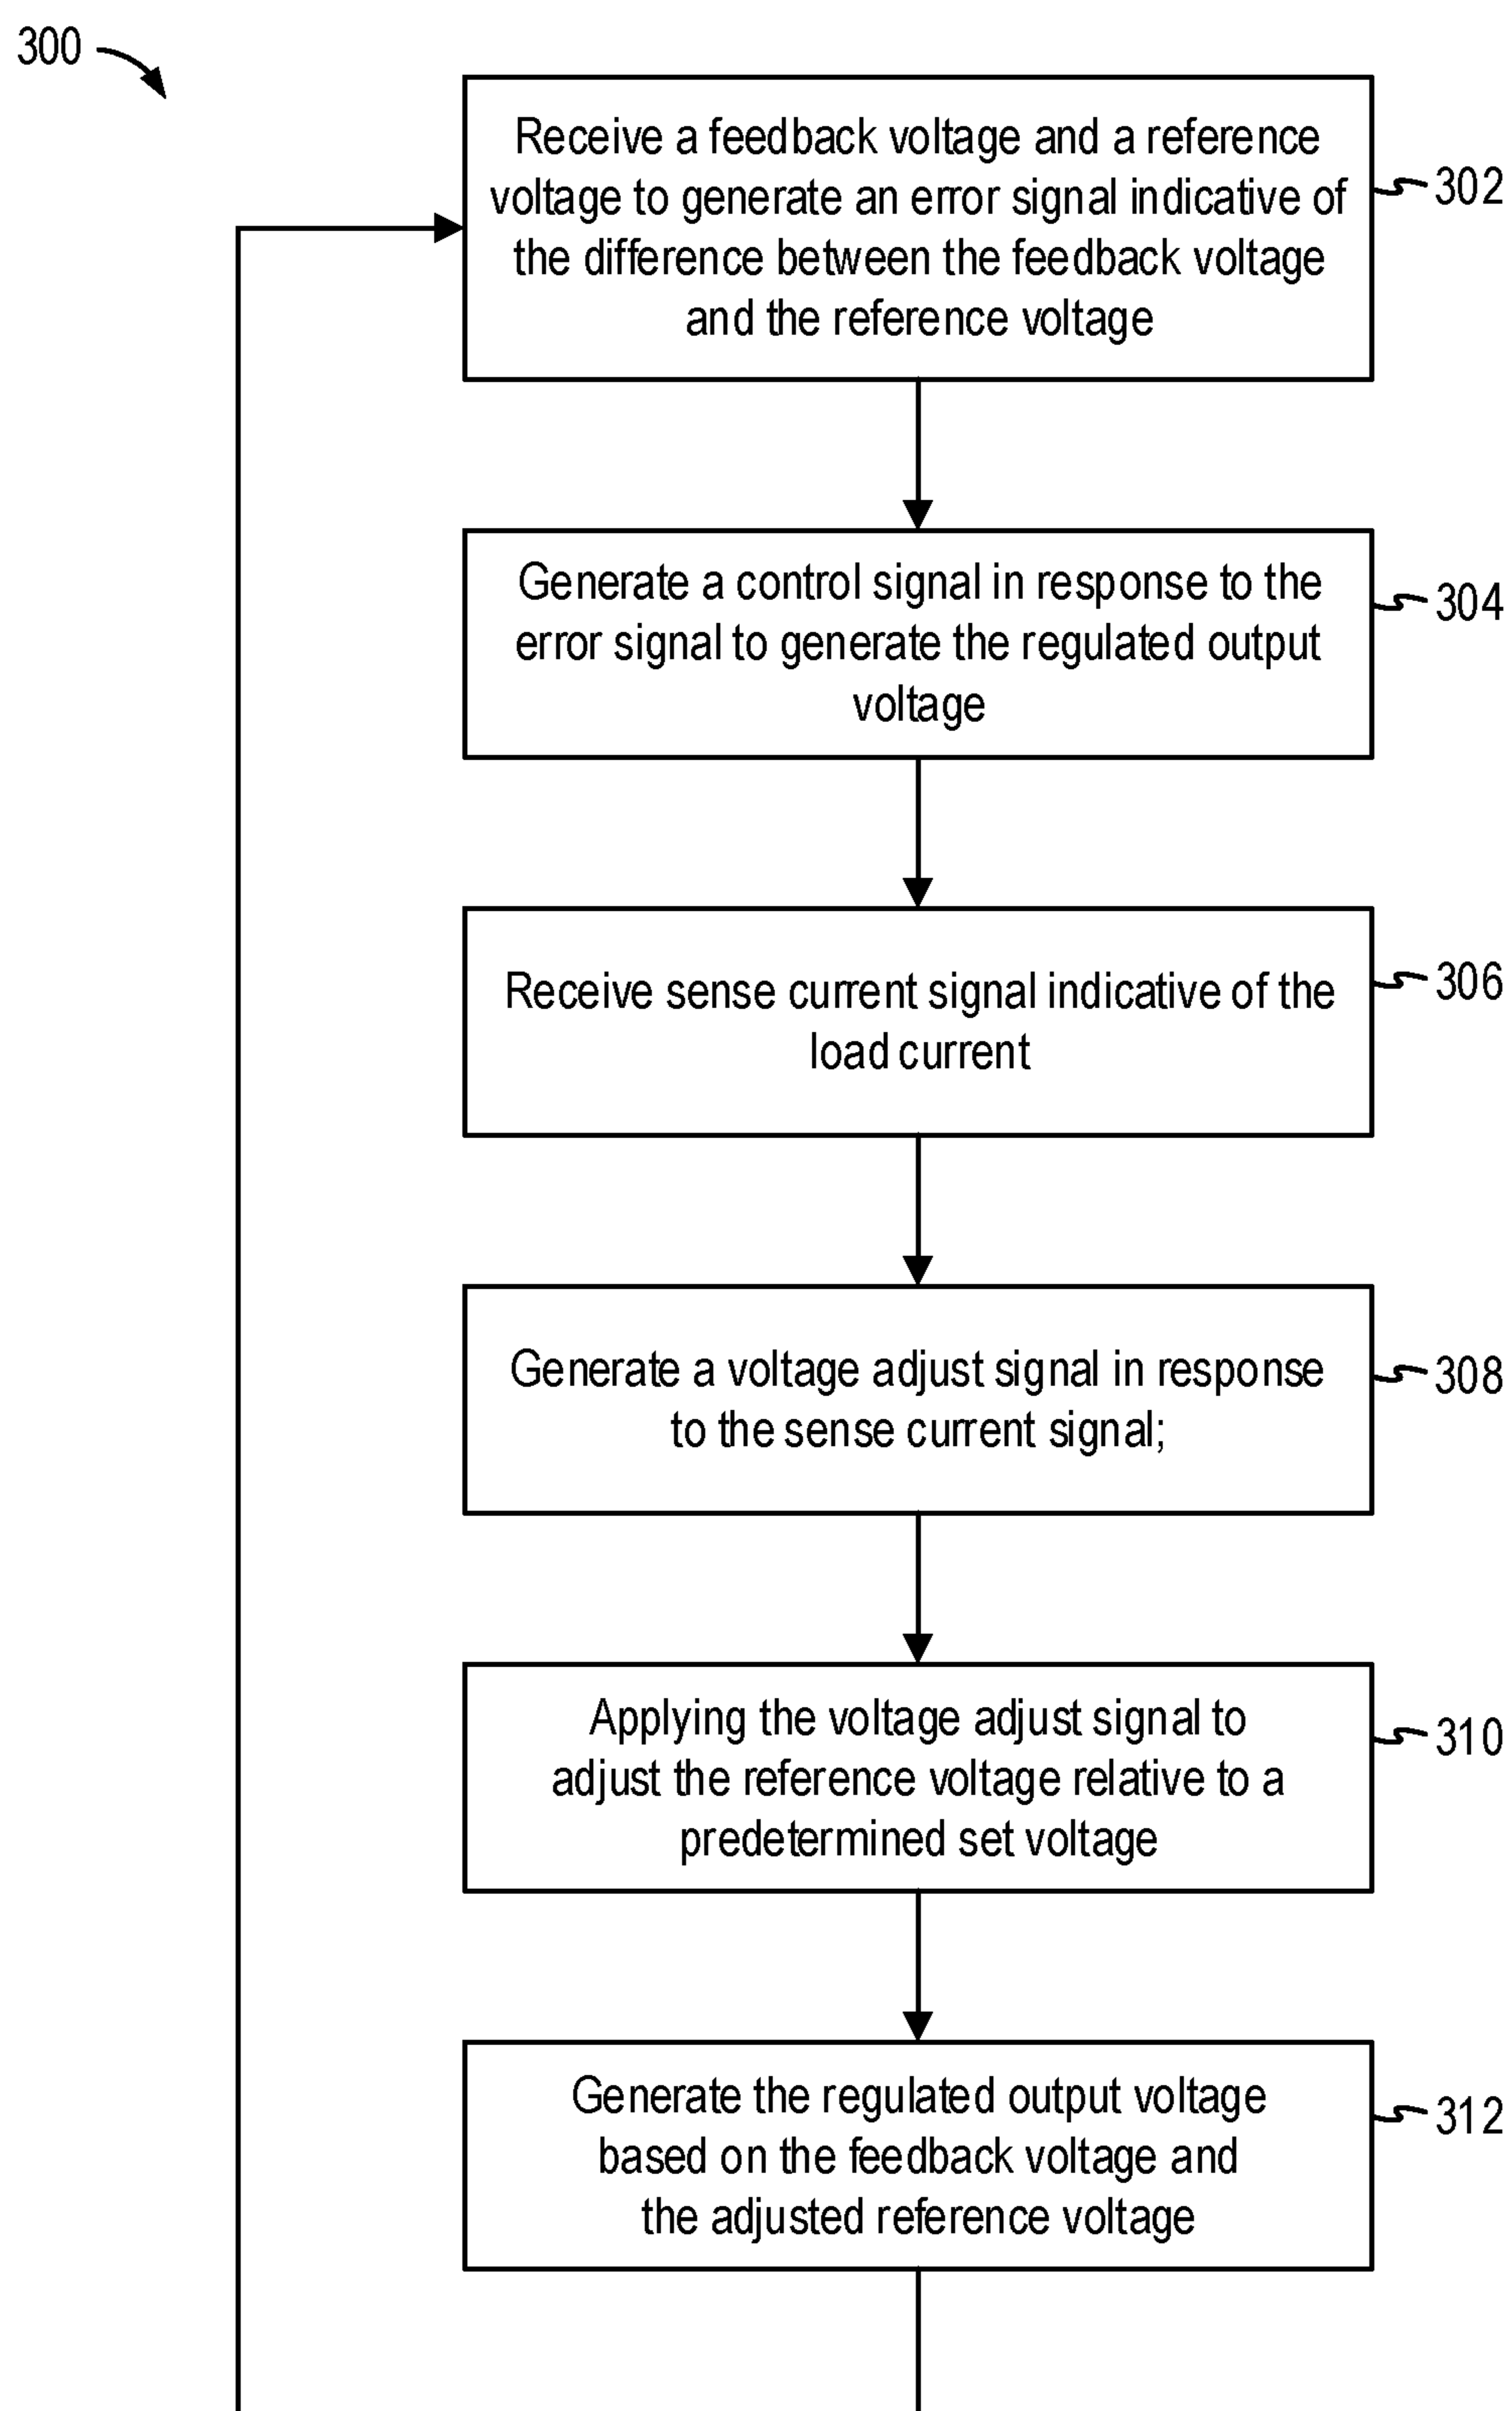 300
Receive a feedback voltage and a reference
voltage to generate an error signal indicative of
the difference between the feedback voltage
and the reference voltage
302
Generate a control signal in response to the
error signal to generate the regulated output
voltage
304
Receive sense current signal indicative of the
load current
306
Generate a voltage adjust signal in response
to the sense current signal;
308
Applying the voltage adjust signal to
adjust the reference voltage relative to a
predetermined set voltage
310
Generate the regulated output voltage
based on the feedback voltage and
the adjusted reference voltage
312